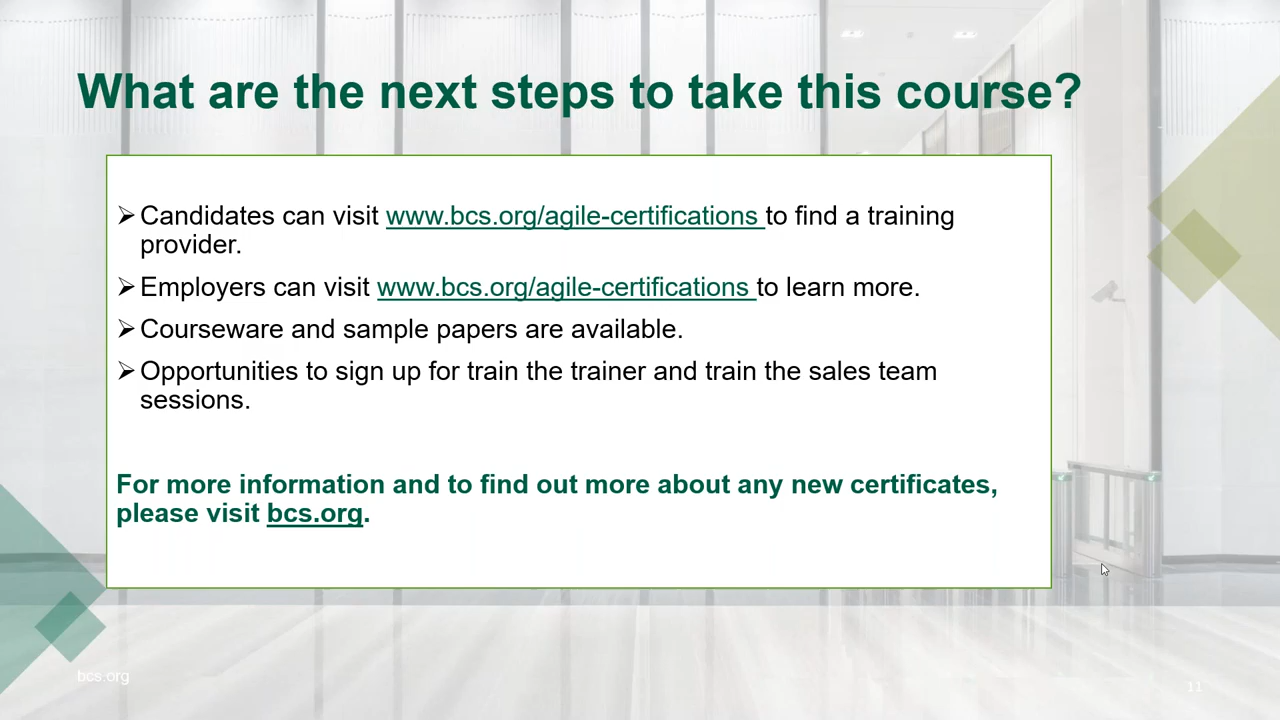 What are the next steps to take this course?
➢ Candidates can visit www.bcs.org/agile-certifications to find a training
provider.
➢ Employers can visit www.bcs.org/agile-certifications to learn more.
➢ Courseware and sample papers are available.
➢ Opportunities to sign up for train the trainer and train the sales team
sessions.
For more information and to find out more about any new certificates,
please visit bcs.org.
bcs.org
11